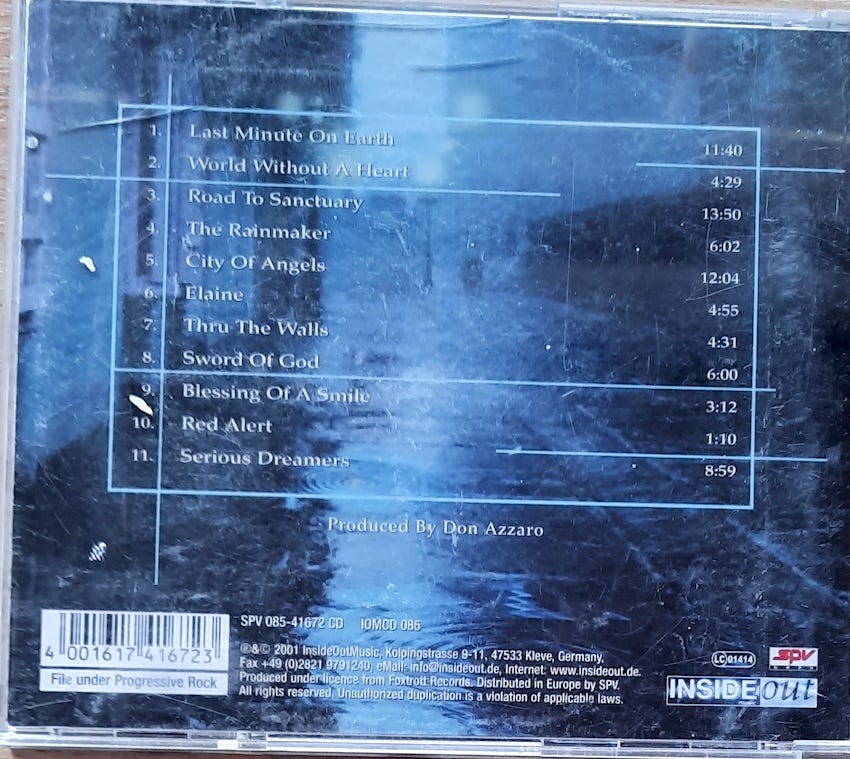 1. Last Minute On Earth 11:40
2. World Without A Heart 4:29
3. Road To Sanctuary 13:50
4. The Rainmaker 6:02
5. City Of Angels 12:04
6. Elaine 4:55
7. Thru The Walls 4:31
8. Sword Of God 6:00
9. Blessing Of A Smile 3:12
10. Red Alert 1:10
11. Serious Dreamers 8:59
Produced By Don Azzaro
SPV 085-41672 CD IOMCD 085
℗&© 2001 InsideOutMusic, Kolpingstrasse 9-11, 47533 Kleve, Germany,
Fax +49 (0)2821 9791240, eMail: info@insideout.de, Internet: www.insideout.de.
Produced under licence from Foxtrott Records. Distributed in Europe by SPV.
All rights reserved. Unauthorized duplication is a violation of applicable laws.
4 001617 416723
File under Progressive Rock
LC 01414
SPV
INSIDE out